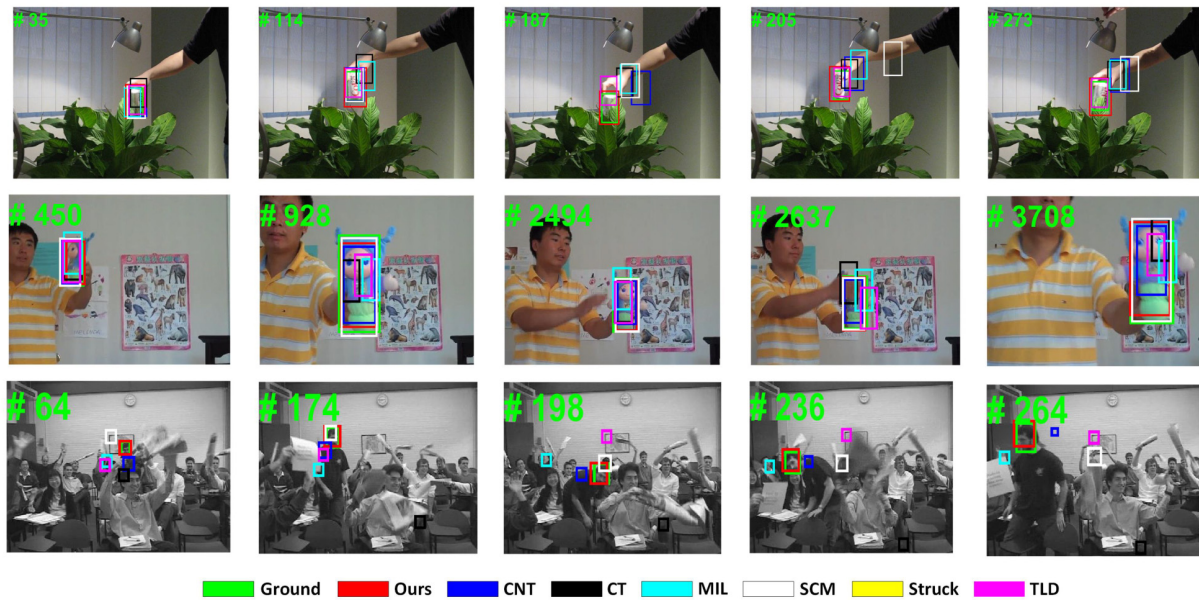 # 35 # 114 # 187 # 205 # 273
# 450 # 928 # 2494 # 2637 # 3708
# 64 # 174 # 198 # 236 # 264
Ground Ours CNT CT MIL SCM Struck TLD